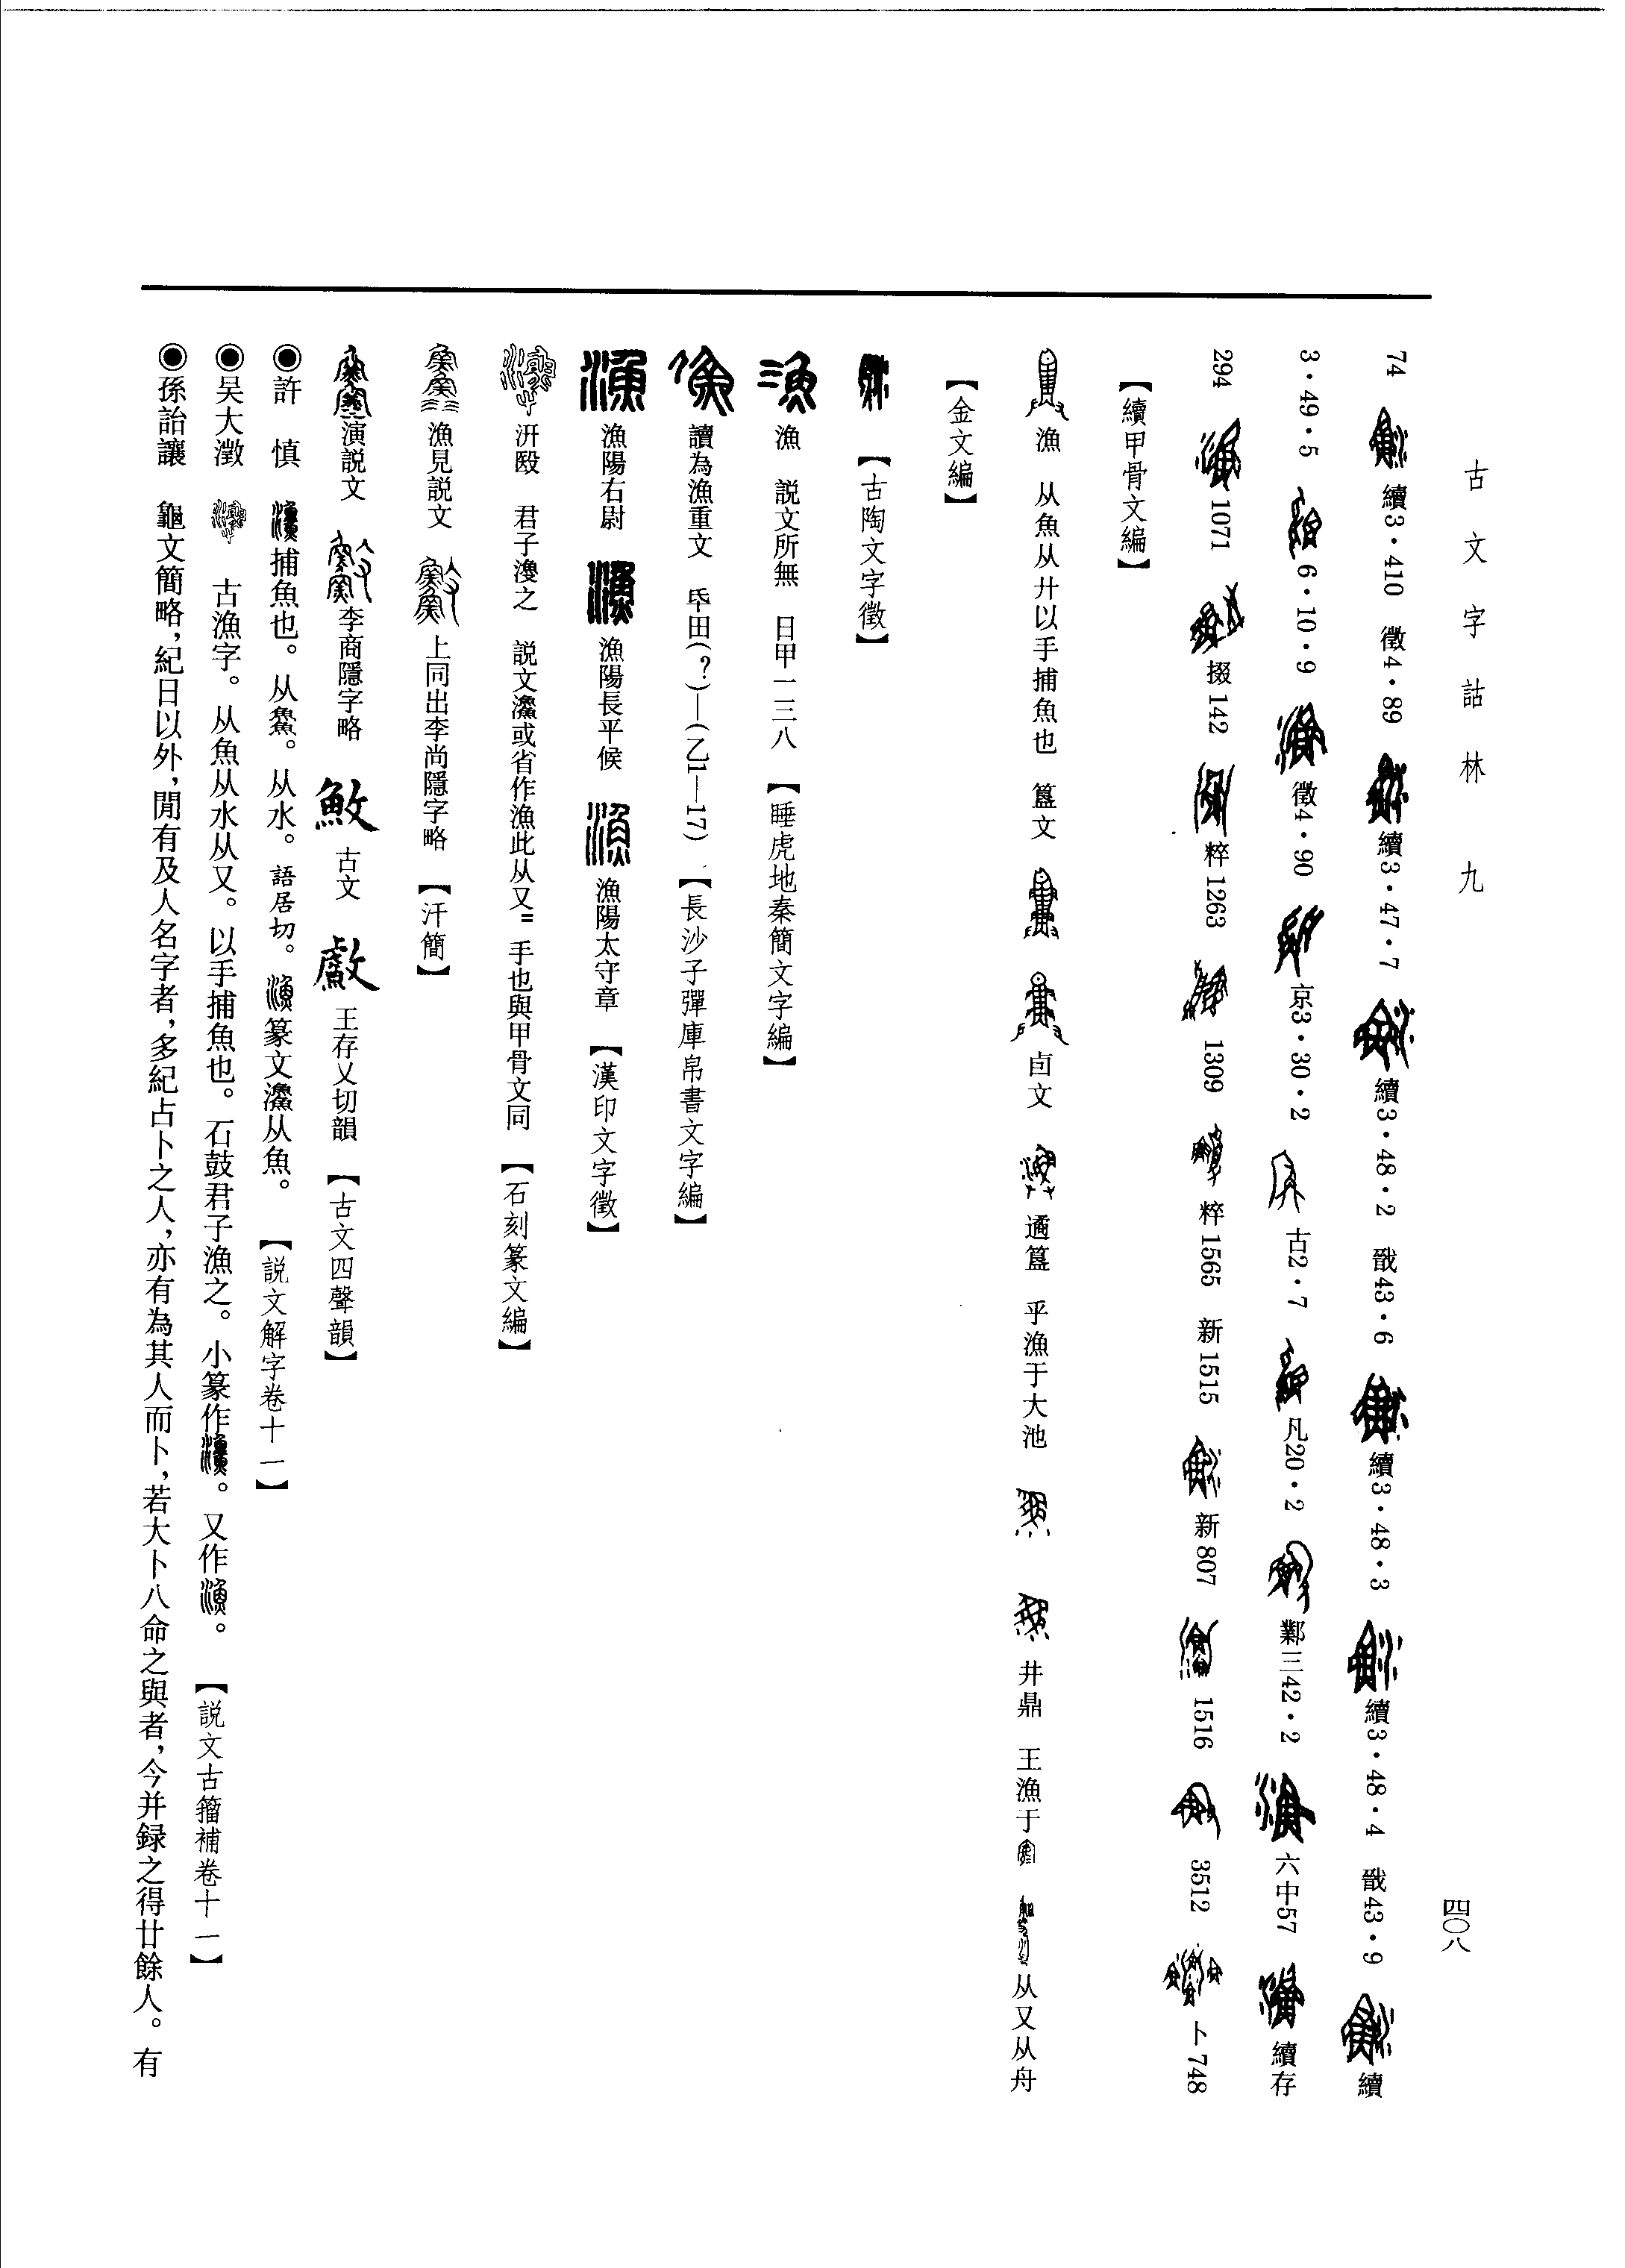 古文字詁林 九
四〇八
74 續3·410 徵4·89 續3·47·7 續3·48·2 戩43·6 續3·48·3 續3·48·4 戩43·9 續
3·49·5 6·10·9 徵4·90 京3·30·2 古2·7 凡20·2 鄴三42·2 六中57 續存
294 1071 掇142 粹1263 1309 粹1565 新1515 新807 1516 3512 卜748
【續甲骨文編】
漁 从魚从廾以手捕魚也 簋文 卣文 遹簋 乎漁于大池 井鼎 王漁于 从又从舟
【金文編】
【古陶文字徵】
漁 説文所無 日甲一三八 【睡虎地秦簡文字編】
讀為漁重文 氒田(?)—(乙1—17) 【長沙子彈庫帛書文字編】
漁陽右尉 漁陽長平候 漁陽太守章 【漢印文字徵】
汧殹 君子漫之 説文𤅬或省作漁此从又〓 手也與甲骨文同 【石刻篆文編】
漁見説文 上同出李尚隱字略 【汗簡】
演説文 李商隱字略 𩵎 古文 𢿃 王存乂切韻 【古文四聲韻】
◉許 慎 捕魚也。从䲆。从水。語居切。篆文𤅬从魚。 【説文解字卷十一】
◉吴大澂 古漁字。从魚从水从又。以手捕魚也。石鼓君子漁之。小篆作。又作。 【説文古籀補卷十一】
◉孫詒讓 龜文簡略,紀日以外,閒有及人名字者,多紀占卜之人,亦有為其人而卜,若大卜八命之與者,今并録之得廿餘人。有